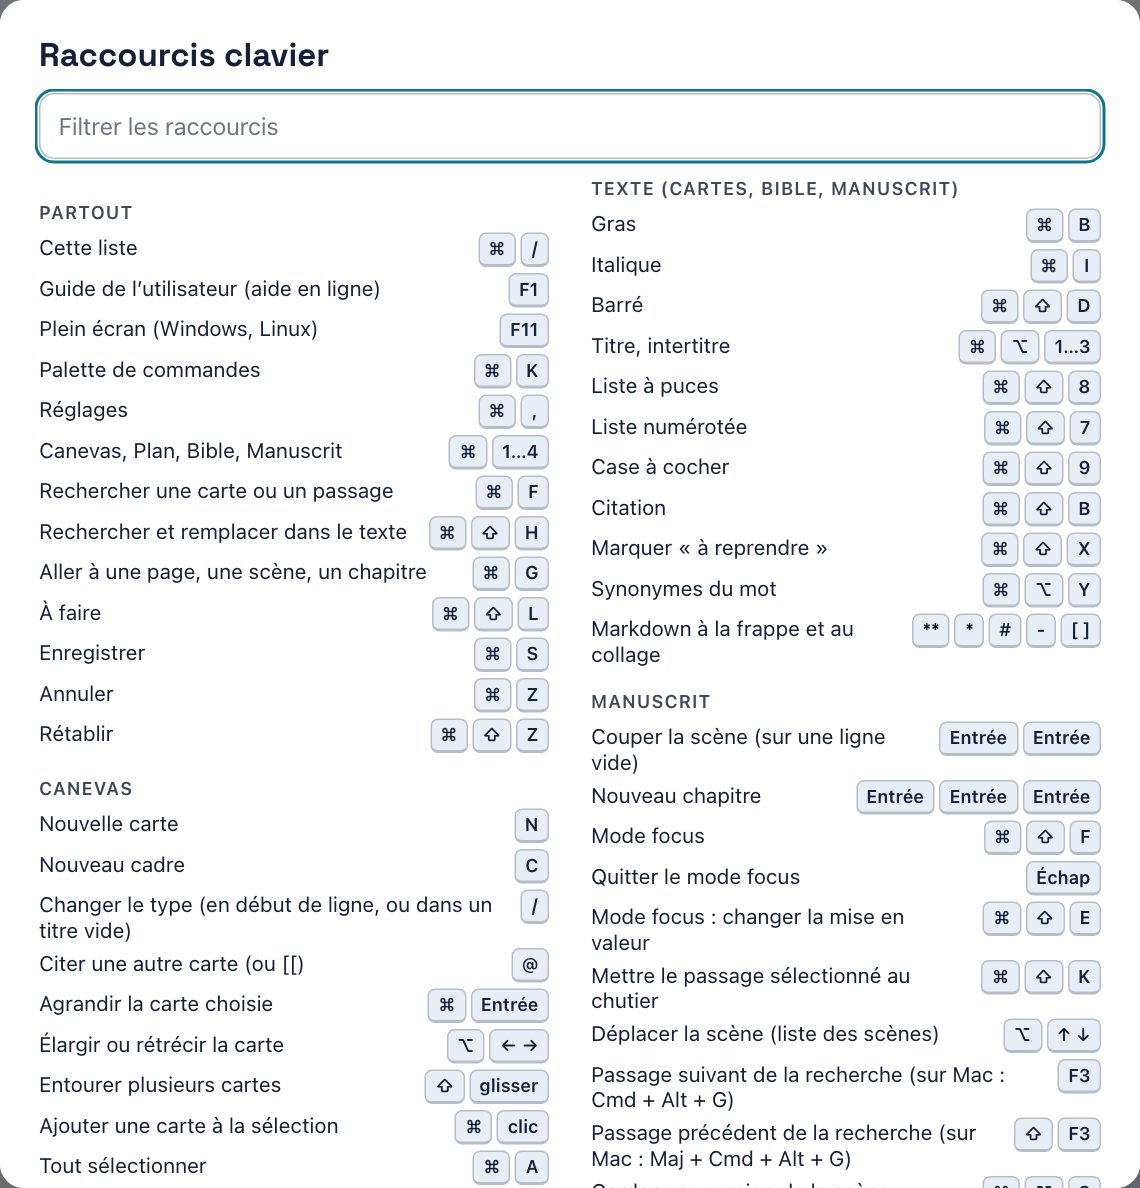 Raccourcis clavier
Filtrer les raccourcis
PARTOUT
Cette liste ⌘ /
Guide de l’utilisateur (aide en ligne) F1
Plein écran (Windows, Linux) F11
Palette de commandes ⌘ K
Réglages ⌘ ,
Canevas, Plan, Bible, Manuscrit ⌘ 1…4
Rechercher une carte ou un passage ⌘ F
Rechercher et remplacer dans le texte ⌘ ⇧ H
Aller à une page, une scène, un chapitre ⌘ G
À faire ⌘ ⇧ L
Enregistrer ⌘ S
Annuler ⌘ Z
Rétablir ⌘ ⇧ Z
CANEVAS
Nouvelle carte N
Nouveau cadre C
Changer le type (en début de ligne, ou dans un /
titre vide)
Citer une autre carte (ou [[) @
Agrandir la carte choisie ⌘ Entrée
Élargir ou rétrécir la carte ⌥ ← →
Entourer plusieurs cartes ⇧ glisser
Ajouter une carte à la sélection ⌘ clic
Tout sélectionner ⌘ A
TEXTE (CARTES, BIBLE, MANUSCRIT)
Gras ⌘ B
Italique ⌘ I
Barré ⌘ ⇧ D
Titre, intertitre ⌘ ⌥ 1…3
Liste à puces ⌘ ⇧ 8
Liste numérotée ⌘ ⇧ 7
Case à cocher ⌘ ⇧ 9
Citation ⌘ ⇧ B
Marquer « à reprendre » ⌘ ⇧ X
Synonymes du mot ⌘ ⌥ Y
Markdown à la frappe et au ** * # - [ ]
collage
MANUSCRIT
Couper la scène (sur une ligne Entrée Entrée
vide)
Nouveau chapitre Entrée Entrée Entrée
Mode focus ⌘ ⇧ F
Quitter le mode focus Échap
Mode focus : changer la mise en ⌘ ⇧ E
valeur
Mettre le passage sélectionné au ⌘ ⇧ K
chutier
Déplacer la scène (liste des scènes) ⌥ ↑ ↓
Passage suivant de la recherche (sur Mac : F3
Cmd + Alt + G)
Passage précédent de la recherche (sur ⇧ F3
Mac : Maj + Cmd + Alt + G)